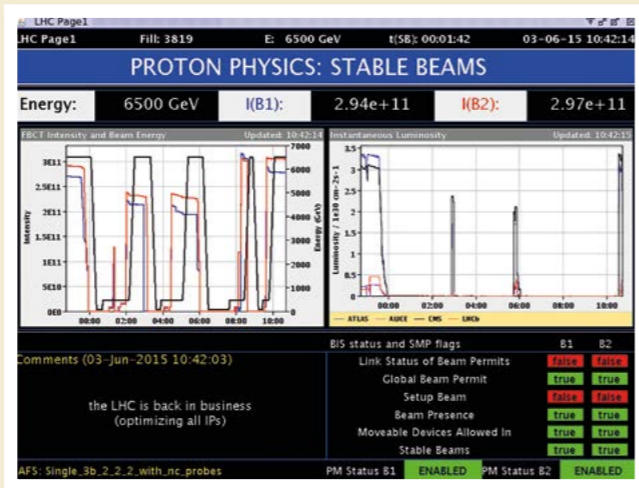 LHC Page1
LHC Page1 Fill: 3819 E: 6500 GeV t(SB): 00:01:42 03-06-15 10:42:14
PROTON PHYSICS: STABLE BEAMS
Energy: 6500 GeV I(B1): 2.94e+11 I(B2): 2.97e+11
FBCT Intensity and Beam Energy Updated: 10:42:14
Intensity
3E11
2.5E11
2E11
1.5E11
1E11
5E10
0E0
7000
6000
5000
4000
3000
2000
1000
0
Energy (GeV)
00:00 02:00 04:00 06:00 08:00 10:00
Instantaneous Luminosity Updated: 10:42:15
Luminosity / 1e30 cm-2s-1
3.5
3
2.5
2
1.5
1
0.5
0
00:00 02:00 04:00 06:00 08:00 10:00
ATLAS ALICE CMS LHCb
BIS status and SMP flags B1 B2
Comments (03-Jun-2015 10:42:03)
the LHC is back in business
(optimizing all IPs)
Link Status of Beam Permits false false
Global Beam Permit true true
Setup Beam false false
Beam Presence true true
Moveable Devices Allowed In true true
Stable Beams true true
AFS: Single_3b_2_2_2_with_nc_probes PM Status B1 ENABLED PM Status B2 ENABLED